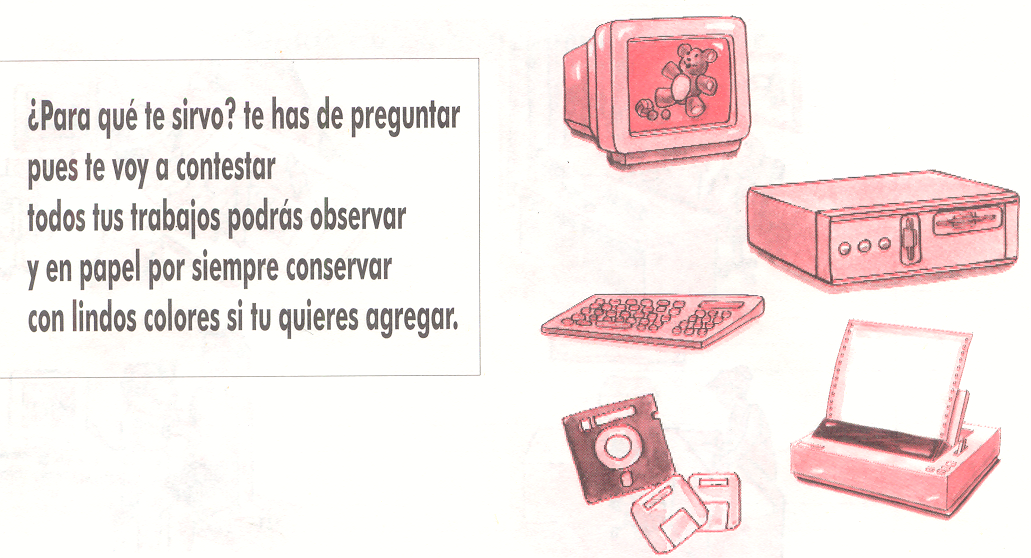 ¿Para qué te sirvo? te has de preguntar
pues te voy a contestar
todos tus trabajos podrás observar
y en papel por siempre conservar
con lindos colores si tu quieres agregar.